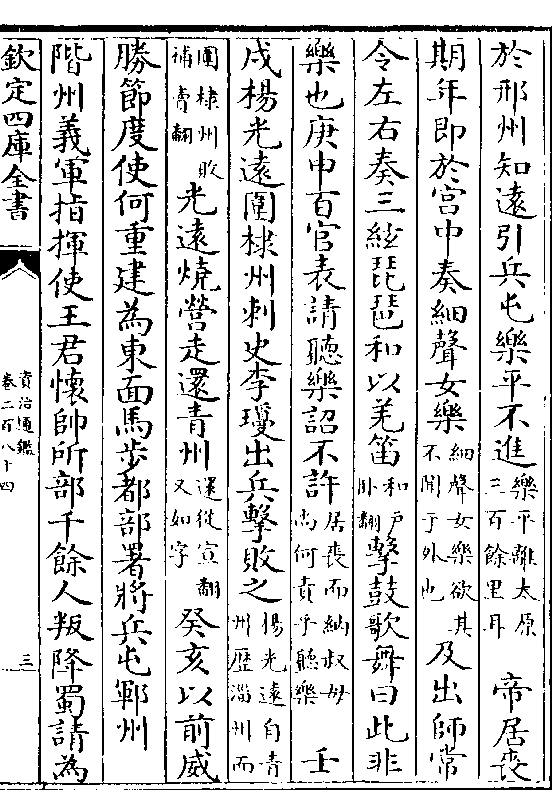 於邢州知遠引兵屯樂平不進樂平離太原三百餘里耳 帝居喪
期年即於宫中奏細聲女樂細聲女樂欲其不聞于外也及出師常
令左右奏三絃琵琶和以羌笛和戶卧翻擊鼓歌舞曰此非
樂也庚申百官表請聽樂詔不許居喪而納叔母尚何責乎聽樂 壬
戌楊光遠圍棣州刺史李瓊出兵擊敗之楊光遠自青州歷淄州而
圍棣州敗補賣翻光遠燒營走還青州還從宣翻又如字 癸亥以前威
勝節度使何重建為東面馬步都部署將兵屯鄆州
階州義軍指揮使王君懷帥所部千餘人叛降蜀請為
欽定四庫全書
資治通鑑
卷二百八十四
三